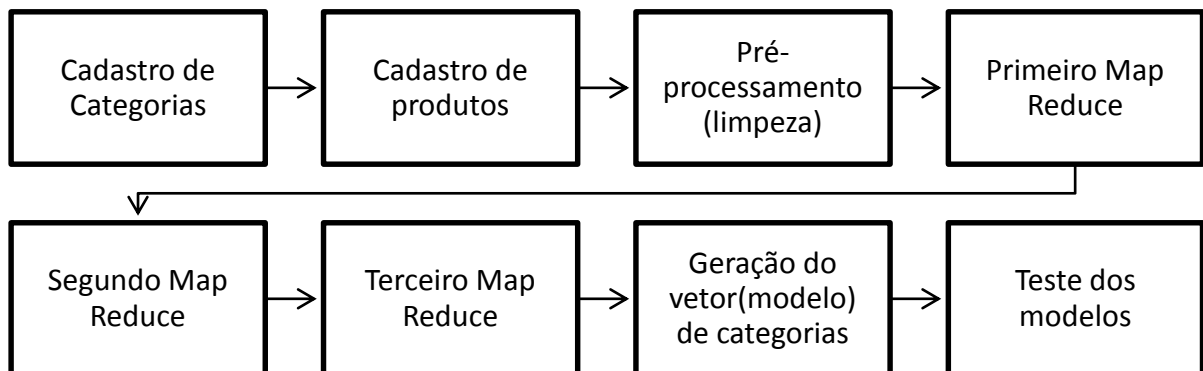 Cadastro de
Categorias
Cadastro de
produtos
Pré-
processamento
(limpeza)
Primeiro Map
Reduce
Segundo Map
Reduce
Terceiro Map
Reduce
Geração do
vetor(modelo)
de categorias
Teste dos
modelos